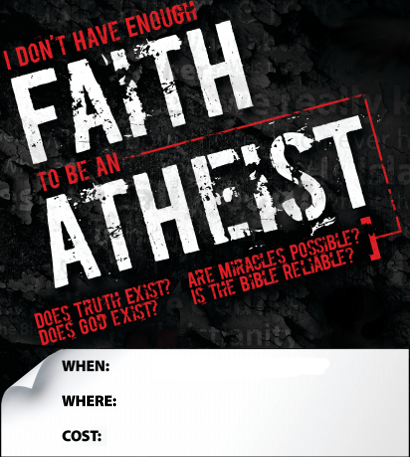 I DON'T HAVE ENOUGH
FAITH
TO BE AN
ATHEIST
DOES TRUTH EXIST?
DOES GOD EXIST?
ARE MIRACLES POSSIBLE?
IS THE BIBLE RELIABLE?
WHEN:
WHERE:
COST: